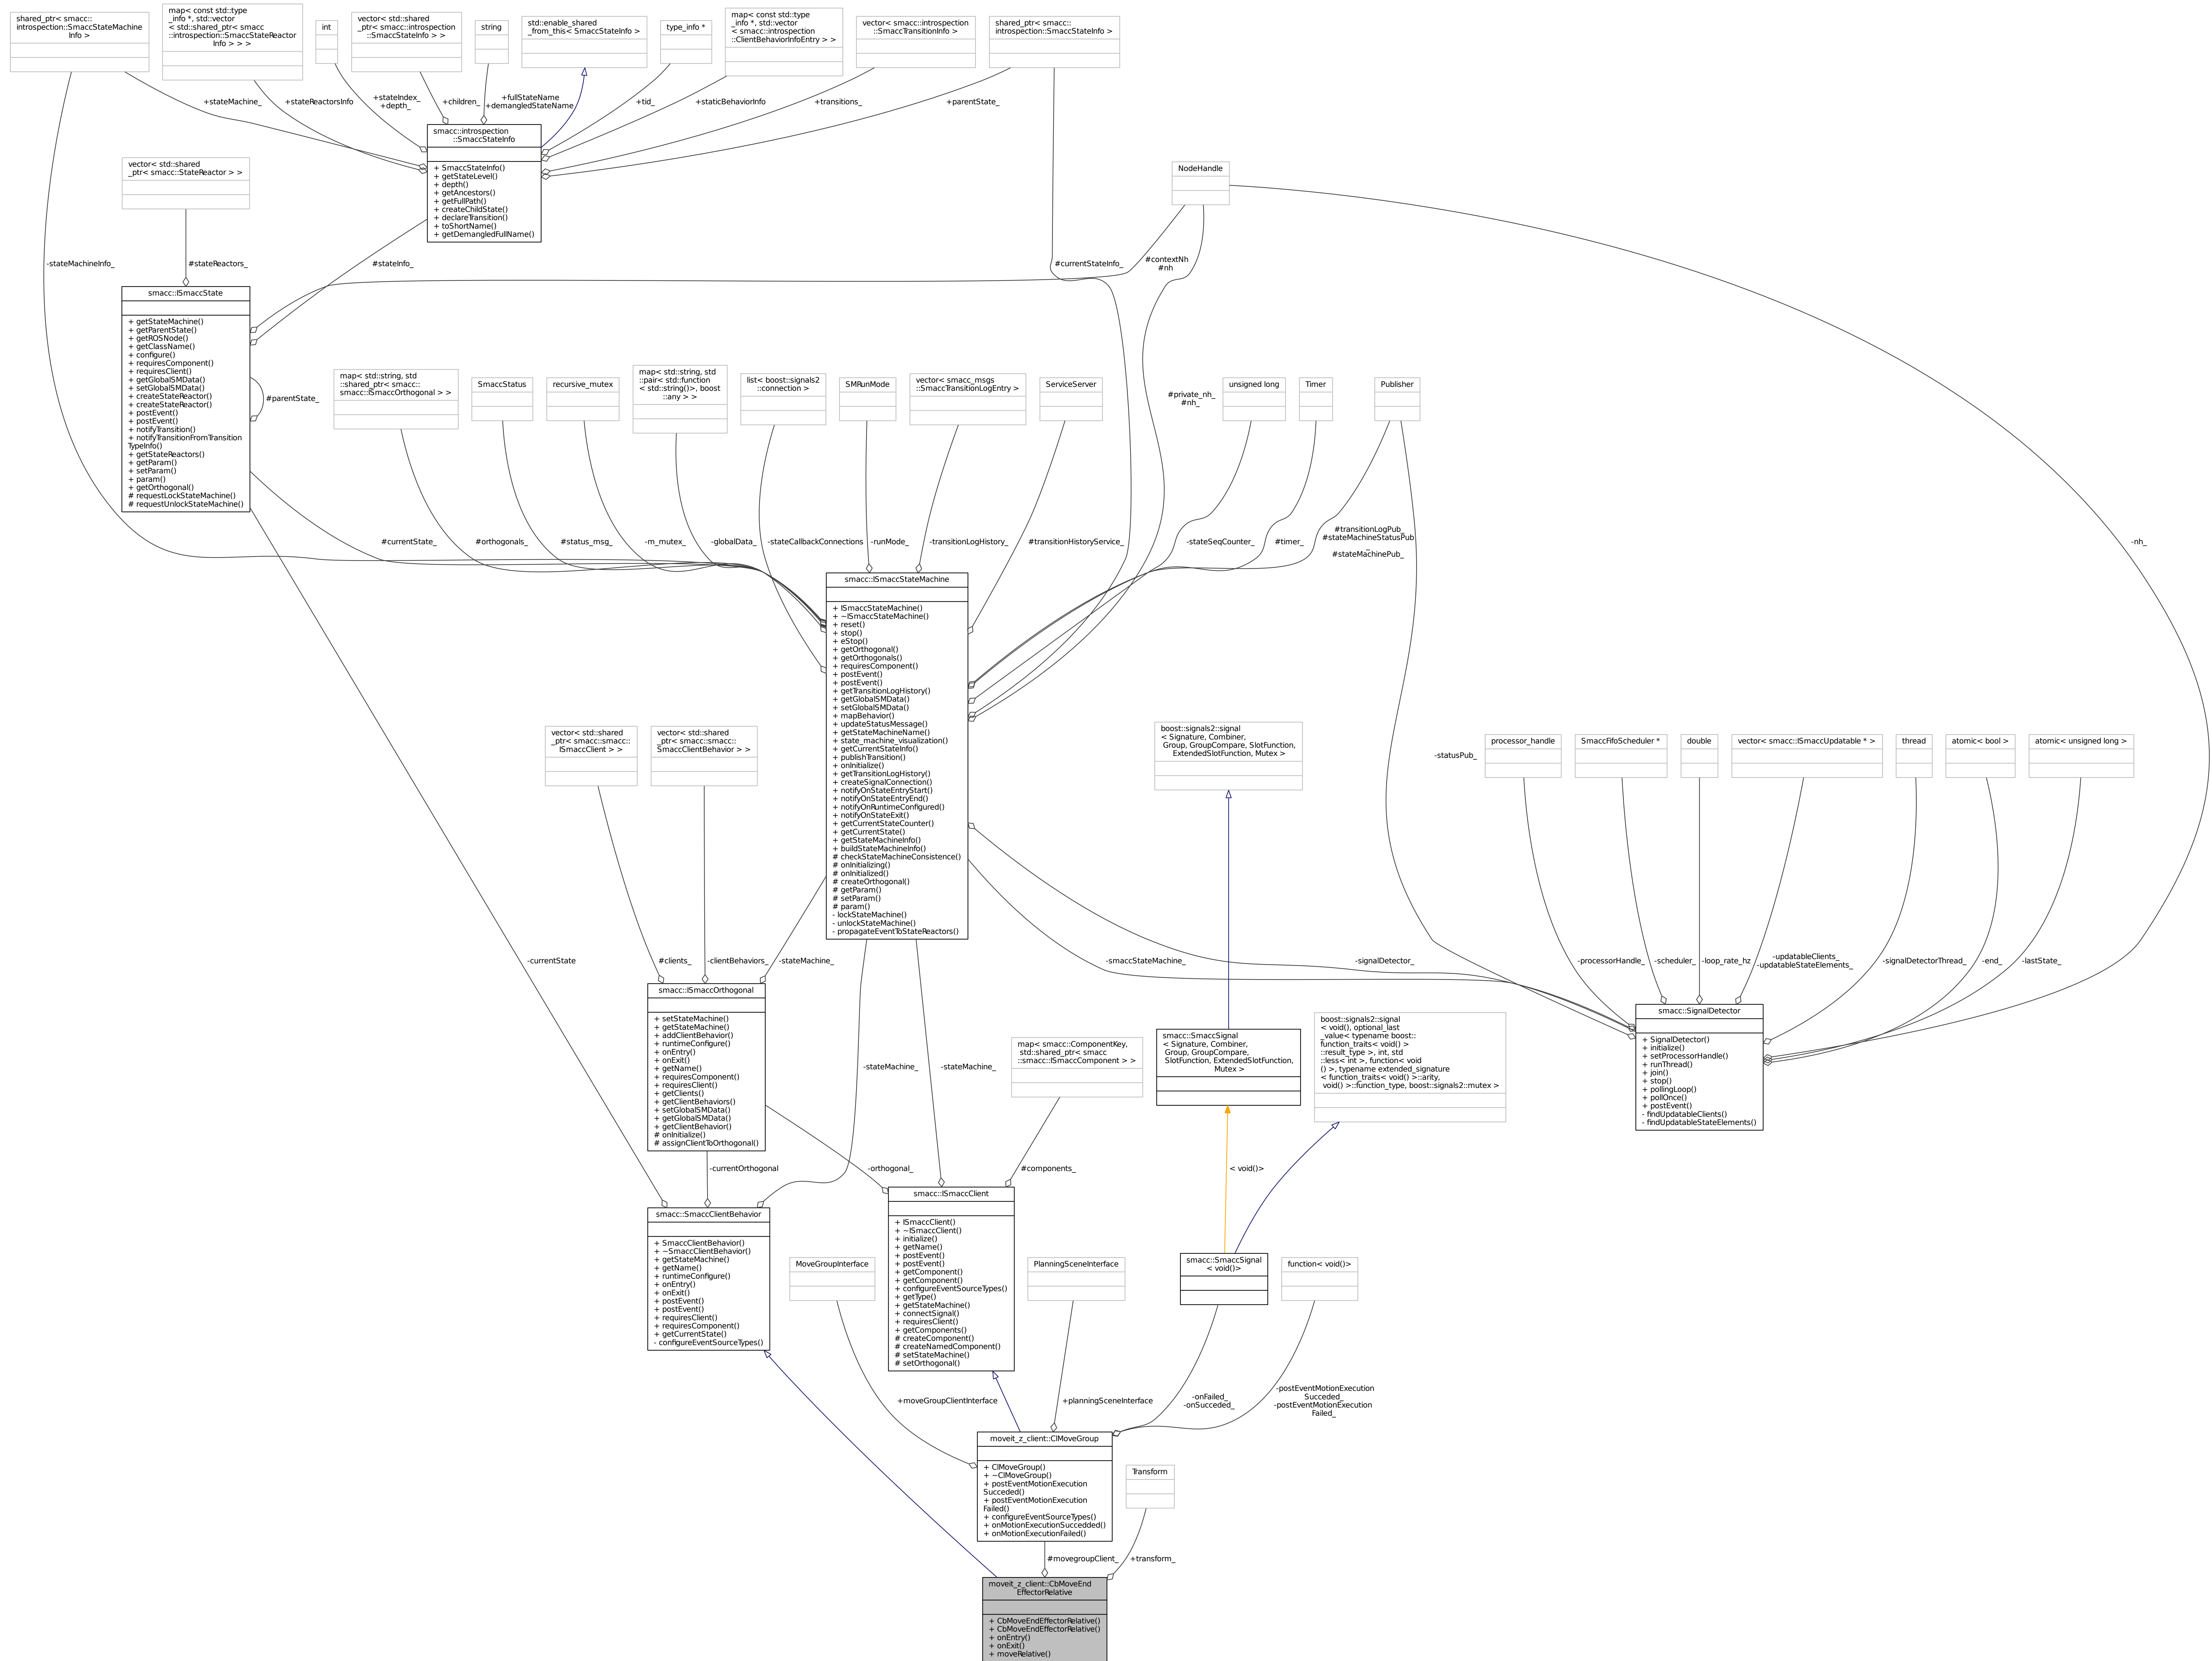 shared_ptr< smacc::
introspection::SmaccStateMachine
Info >
map< const std::type
_info *, std::vector
< std::shared_ptr< smacc
::introspection::SmaccStateReactor
Info > > >
int
vector< std::shared
_ptr< smacc::introspection
::SmaccStateInfo > >
string
std::enable_shared
_from_this< SmaccStateInfo >
type_info *
map< const std::type
_info *, std::vector
< smacc::introspection
::ClientBehaviorInfoEntry > >
vector< smacc::introspection
::SmaccTransitionInfo >
shared_ptr< smacc::
introspection::SmaccStateInfo >
+stateMachine_
+stateReactorsInfo
+stateIndex_
+depth_
+children_
+fullStateName
+demangledStateName
+tid_
+staticBehaviorInfo
+transitions_
+parentState_
smacc::introspection
::SmaccStateInfo
+ SmaccStateInfo()
+ getStateLevel()
+ depth()
+ getAncestors()
+ getFullPath()
+ createChildState()
+ declareTransition()
+ toShortName()
+ getDemangledFullName()
vector< std::shared
_ptr< smacc::StateReactor > >
NodeHandle
-stateMachineInfo_
#stateReactors_
#stateInfo_
#currentStateInfo_
#contextNh
#nh
smacc::ISmaccState
+ getStateMachine()
+ getParentState()
+ getROSNode()
+ getClassName()
+ configure()
+ requiresComponent()
+ requiresClient()
+ getGlobalSMData()
+ setGlobalSMData()
+ createStateReactor()
+ createStateReactor()
+ postEvent()
+ postEvent()
+ notifyTransition()
+ notifyTransitionFromTransition
TypeInfo()
+ getStateReactors()
+ getParam()
+ setParam()
+ param()
+ getOrthogonal()
# requestLockStateMachine()
# requestUnlockStateMachine()
#parentState_
map< std::string, std
::shared_ptr< smacc::
smacc::ISmaccOrthogonal > >
SmaccStatus
recursive_mutex
map< std::string, std
::pair< std::function
< std::string()>, boost
::any > >
list< boost::signals2
::connection >
SMRunMode
vector< smacc_msgs
::SmaccTransitionLogEntry >
ServiceServer
#private_nh_
#nh_
unsigned long
Timer
Publisher
#currentState_
#orthogonals_
#status_msg_
-m_mutex_
-globalData_
-stateCallbackConnections
-runMode_
-transitionLogHistory_
#transitionHistoryService_
-stateSeqCounter_
#timer_
#transitionLogPub_
#stateMachineStatusPub
_
#stateMachinePub_
-nh_
smacc::ISmaccStateMachine
+ ISmaccStateMachine()
+ ~ISmaccStateMachine()
+ reset()
+ stop()
+ eStop()
+ getOrthogonal()
+ getOrthogonals()
+ requiresComponent()
+ postEvent()
+ postEvent()
+ getTransitionLogHistory()
+ getGlobalSMData()
+ setGlobalSMData()
+ mapBehavior()
+ updateStatusMessage()
+ getStateMachineName()
+ state_machine_visualization()
+ getCurrentStateInfo()
+ publishTransition()
+ onInitialize()
+ getTransitionLogHistory()
+ createSignalConnection()
+ notifyOnStateEntryStart()
+ notifyOnStateEntryEnd()
+ notifyOnRuntimeConfigured()
+ notifyOnStateExit()
+ getCurrentStateCounter()
+ getCurrentState()
+ getStateMachineInfo()
+ buildStateMachineInfo()
# checkStateMachineConsistence()
# onInitializing()
# onInitialized()
# createOrthogonal()
# getParam()
# setParam()
# param()
- lockStateMachine()
- unlockStateMachine()
- propagateEventToStateReactors()
vector< std::shared
_ptr< smacc::smacc::
ISmaccClient > >
vector< std::shared
_ptr< smacc::smacc::
SmaccClientBehavior > >
boost::signals2::signal
< Signature, Combiner,
Group, GroupCompare, SlotFunction,
ExtendedSlotFunction, Mutex >
-statusPub_
processor_handle
SmaccFifoScheduler *
double
vector< smacc::ISmaccUpdatable * >
thread
atomic< bool >
atomic< unsigned long >
-currentState
#clients_
-clientBehaviors_
-stateMachine_
-smaccStateMachine_
-signalDetector_
-processorHandle_
-scheduler_
-loop_rate_hz
-updatableClients_
-updatableStateElements_
-signalDetectorThread_
-end_
-lastState_
smacc::ISmaccOrthogonal
+ setStateMachine()
+ getStateMachine()
+ addClientBehavior()
+ runtimeConfigure()
+ onEntry()
+ onExit()
+ getName()
+ requiresComponent()
+ requiresClient()
+ getClients()
+ getClientBehaviors()
+ setGlobalSMData()
+ getGlobalSMData()
+ getClientBehavior()
# onInitialize()
# assignClientToOrthogonal()
smacc::SignalDetector
+ SignalDetector()
+ initialize()
+ setProcessorHandle()
+ runThread()
+ join()
+ stop()
+ pollingLoop()
+ pollOnce()
+ postEvent()
- findUpdatableClients()
- findUpdatableStateElements()
-stateMachine_
-stateMachine_
map< smacc::ComponentKey,
std::shared_ptr< smacc
::smacc::ISmaccComponent > >
smacc::SmaccSignal
< Signature, Combiner,
Group, GroupCompare,
SlotFunction, ExtendedSlotFunction,
Mutex >
boost::signals2::signal
< void(), optional_last
_value< typename boost::
function_traits< void() >
::result_type >, int, std
::less< int >, function< void
() >, typename extended_signature
< function_traits< void() >::arity,
void() >::function_type, boost::signals2::mutex >
-currentOrthogonal
-orthogonal_
#components_
< void()>
smacc::SmaccClientBehavior
+ SmaccClientBehavior()
+ ~SmaccClientBehavior()
+ getStateMachine()
+ getName()
+ runtimeConfigure()
+ onEntry()
+ onExit()
+ postEvent()
+ postEvent()
+ requiresClient()
+ requiresComponent()
+ getCurrentState()
- configureEventSourceTypes()
smacc::ISmaccClient
+ ISmaccClient()
+ ~ISmaccClient()
+ initialize()
+ getName()
+ postEvent()
+ postEvent()
+ getComponent()
+ getComponent()
+ configureEventSourceTypes()
+ getType()
+ getStateMachine()
+ connectSignal()
+ requiresClient()
+ getComponents()
# createComponent()
# createNamedComponent()
# setStateMachine()
# setOrthogonal()
MoveGroupInterface
PlanningSceneInterface
smacc::SmaccSignal
< void()>
function< void()>
+moveGroupClientInterface
+planningSceneInterface
-onFailed_
-onSucceded_
-postEventMotionExecution
Succeded_
-postEventMotionExecution
Failed_
moveit_z_client::ClMoveGroup
+ ClMoveGroup()
+ ~ClMoveGroup()
+ postEventMotionExecution
Succeded()
+ postEventMotionExecution
Failed()
+ configureEventSourceTypes()
+ onMotionExecutionSuccedded()
+ onMotionExecutionFailed()
Transform
#movegroupClient_
+transform_
moveit_z_client::CbMoveEnd
EffectorRelative
+ CbMoveEndEffectorRelative()
+ CbMoveEndEffectorRelative()
+ onEntry()
+ onExit()
+ moveRelative()